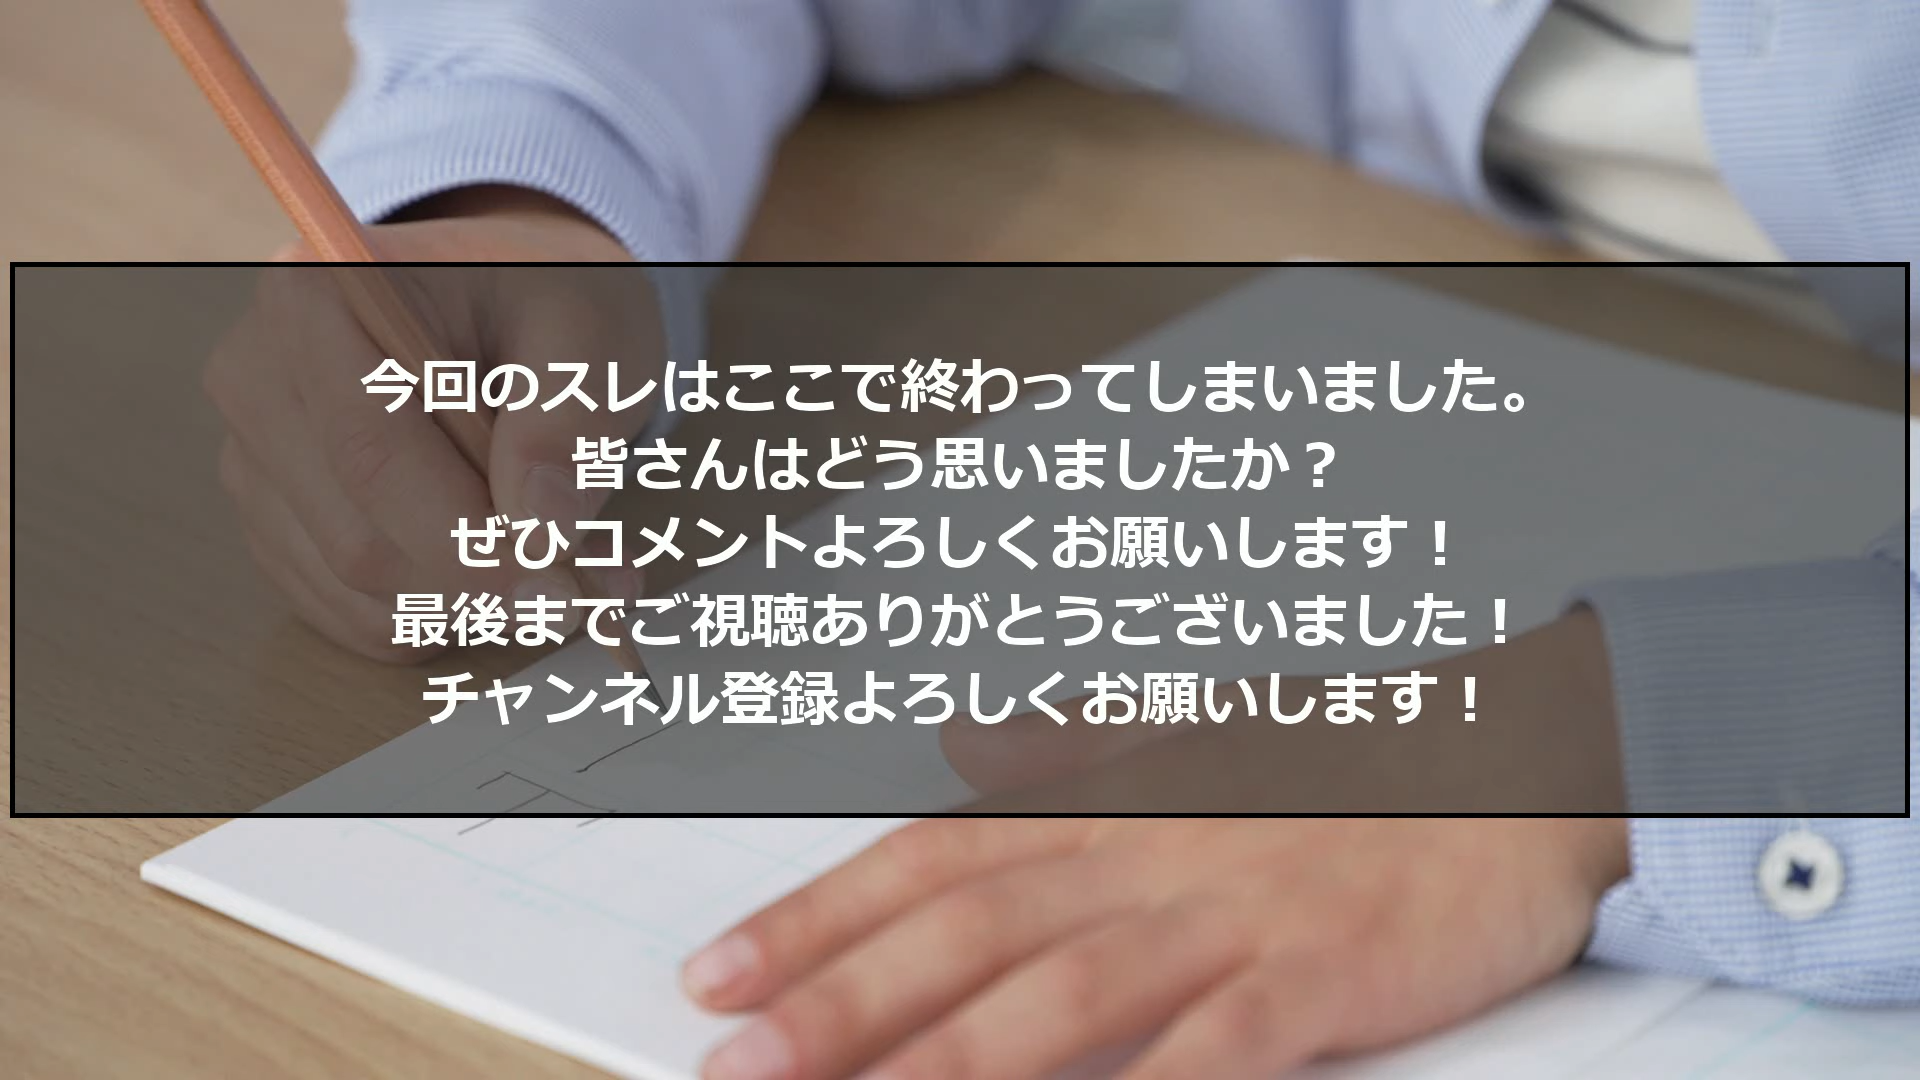 今回のスレはここで終わってしまいました。
皆さんはどう思いましたか？
ぜひコメントよろしくお願いします！
最後までご視聴ありがとうございました！
チャンネル登録よろしくお願いします！